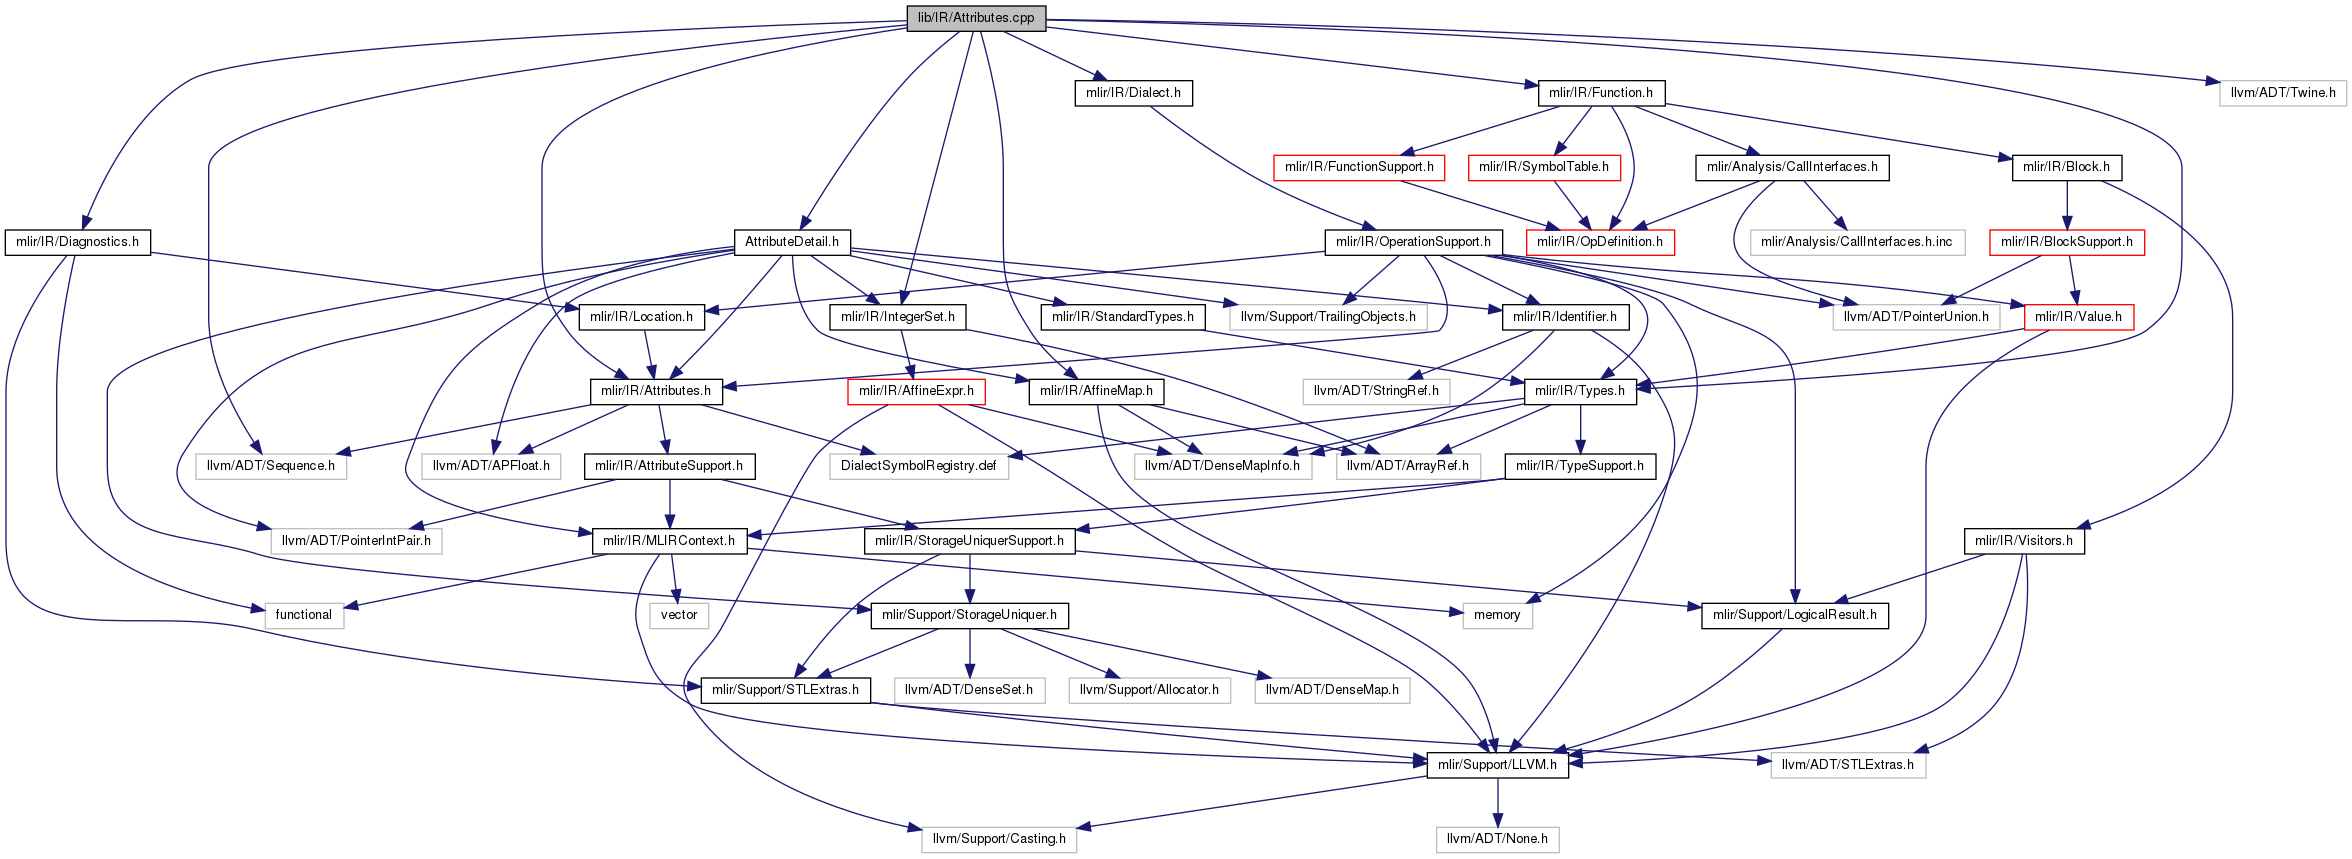 lib/IR/Attributes.cpp
mlir/IR/Dialect.h
mlir/IR/Function.h
llvm/ADT/Twine.h
mlir/IR/FunctionSupport.h
mlir/IR/SymbolTable.h
mlir/Analysis/CallInterfaces.h
mlir/IR/Block.h
mlir/IR/Diagnostics.h
AttributeDetail.h
mlir/IR/OperationSupport.h
mlir/IR/OpDefinition.h
mlir/Analysis/CallInterfaces.h.inc
mlir/IR/BlockSupport.h
mlir/IR/Location.h
mlir/IR/IntegerSet.h
mlir/IR/StandardTypes.h
llvm/Support/TrailingObjects.h
mlir/IR/Identifier.h
llvm/ADT/PointerUnion.h
mlir/IR/Value.h
mlir/IR/Attributes.h
mlir/IR/AffineExpr.h
mlir/IR/AffineMap.h
llvm/ADT/StringRef.h
mlir/IR/Types.h
llvm/ADT/Sequence.h
llvm/ADT/APFloat.h
mlir/IR/AttributeSupport.h
DialectSymbolRegistry.def
llvm/ADT/DenseMapInfo.h
llvm/ADT/ArrayRef.h
mlir/IR/TypeSupport.h
llvm/ADT/PointerIntPair.h
mlir/IR/MLIRContext.h
mlir/IR/StorageUniquerSupport.h
mlir/IR/Visitors.h
functional
vector
mlir/Support/StorageUniquer.h
memory
mlir/Support/LogicalResult.h
mlir/Support/STLExtras.h
llvm/ADT/DenseSet.h
llvm/Support/Allocator.h
llvm/ADT/DenseMap.h
mlir/Support/LLVM.h
llvm/ADT/STLExtras.h
llvm/Support/Casting.h
llvm/ADT/None.h